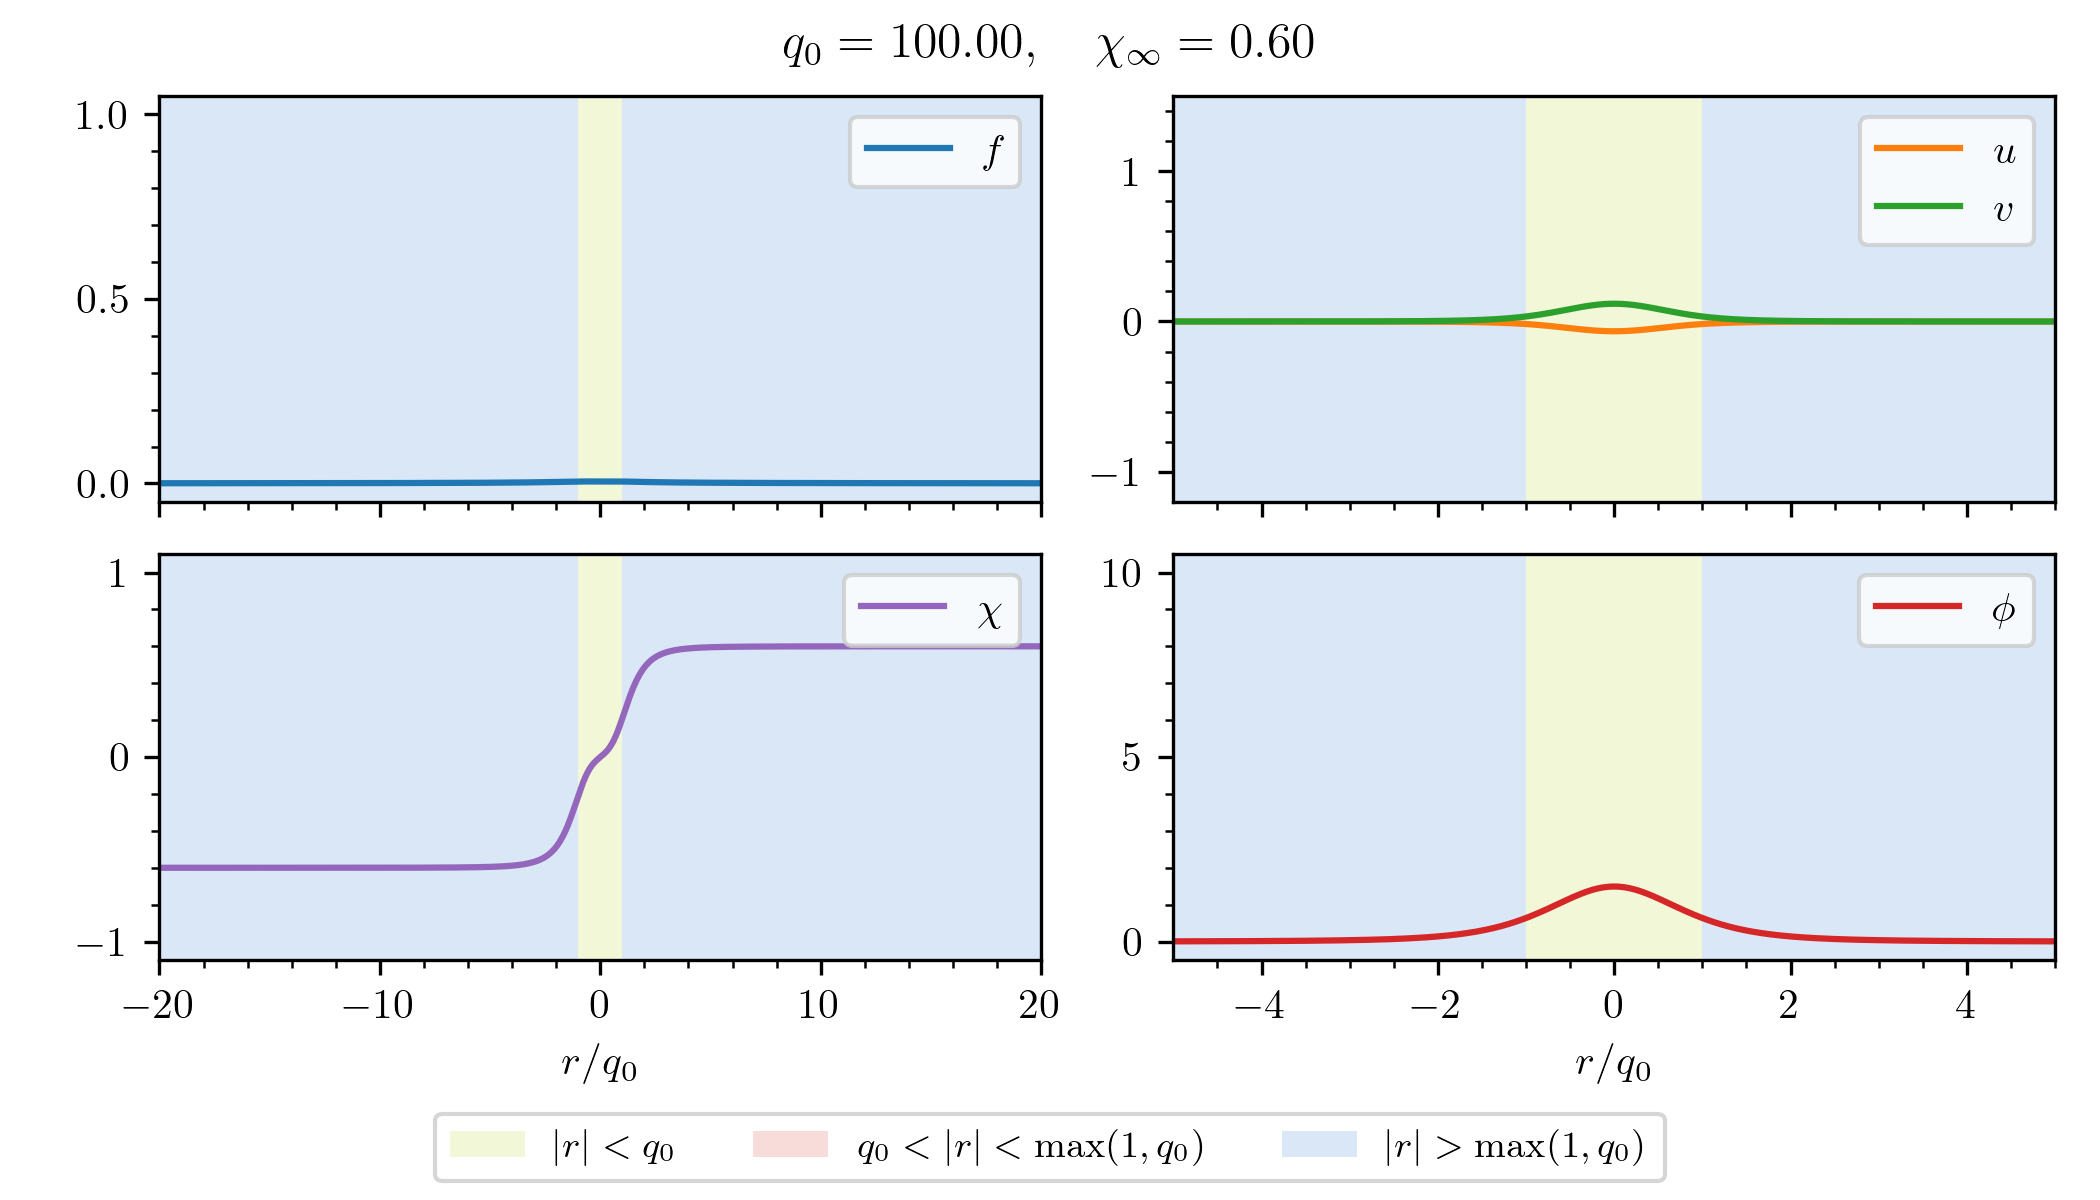 q₀ = 100.00, χ∞ = 0.60
1.0
0.5
0.0
f
1
0
−1
u
v
1
0
−1
χ
−20 −10 0 10 20
r/q₀
10
5
0
ϕ
−4 −2 0 2 4
r/q₀
|r| < q₀ q₀ < |r| < max(1, q₀) |r| > max(1, q₀)